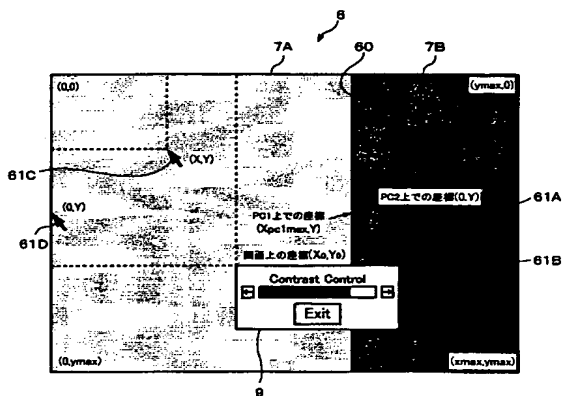 6
7A
60
7B
(0,0)
(ymax,0)
61C
(X,Y)
(0,Y)
61D
PC1上での座標
(Xpc1max,Y)
PC2上での座標(0,Y)
61A
61B
画面上の座標(Xo,Yo)
Contrast Control
Exit
(0,ymax)
(xmax,ymax)
9